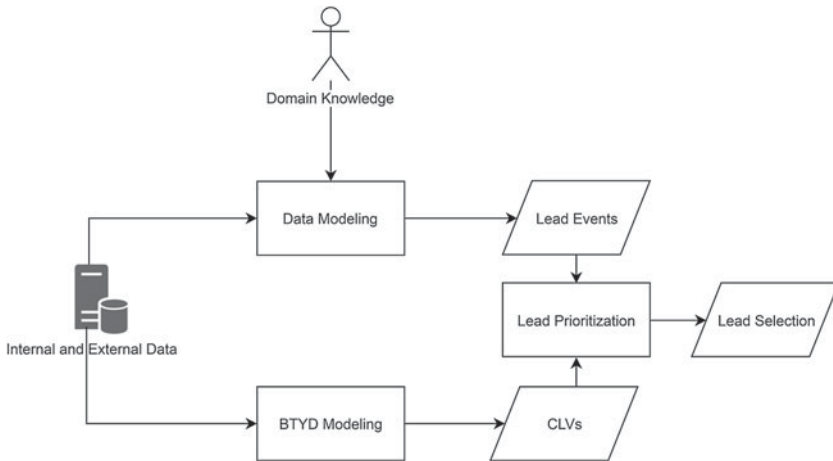 Domain Knowledge
Data Modeling
Lead Events
Lead Prioritization
Lead Selection
Internal and External Data
BTYD Modeling
CLVs